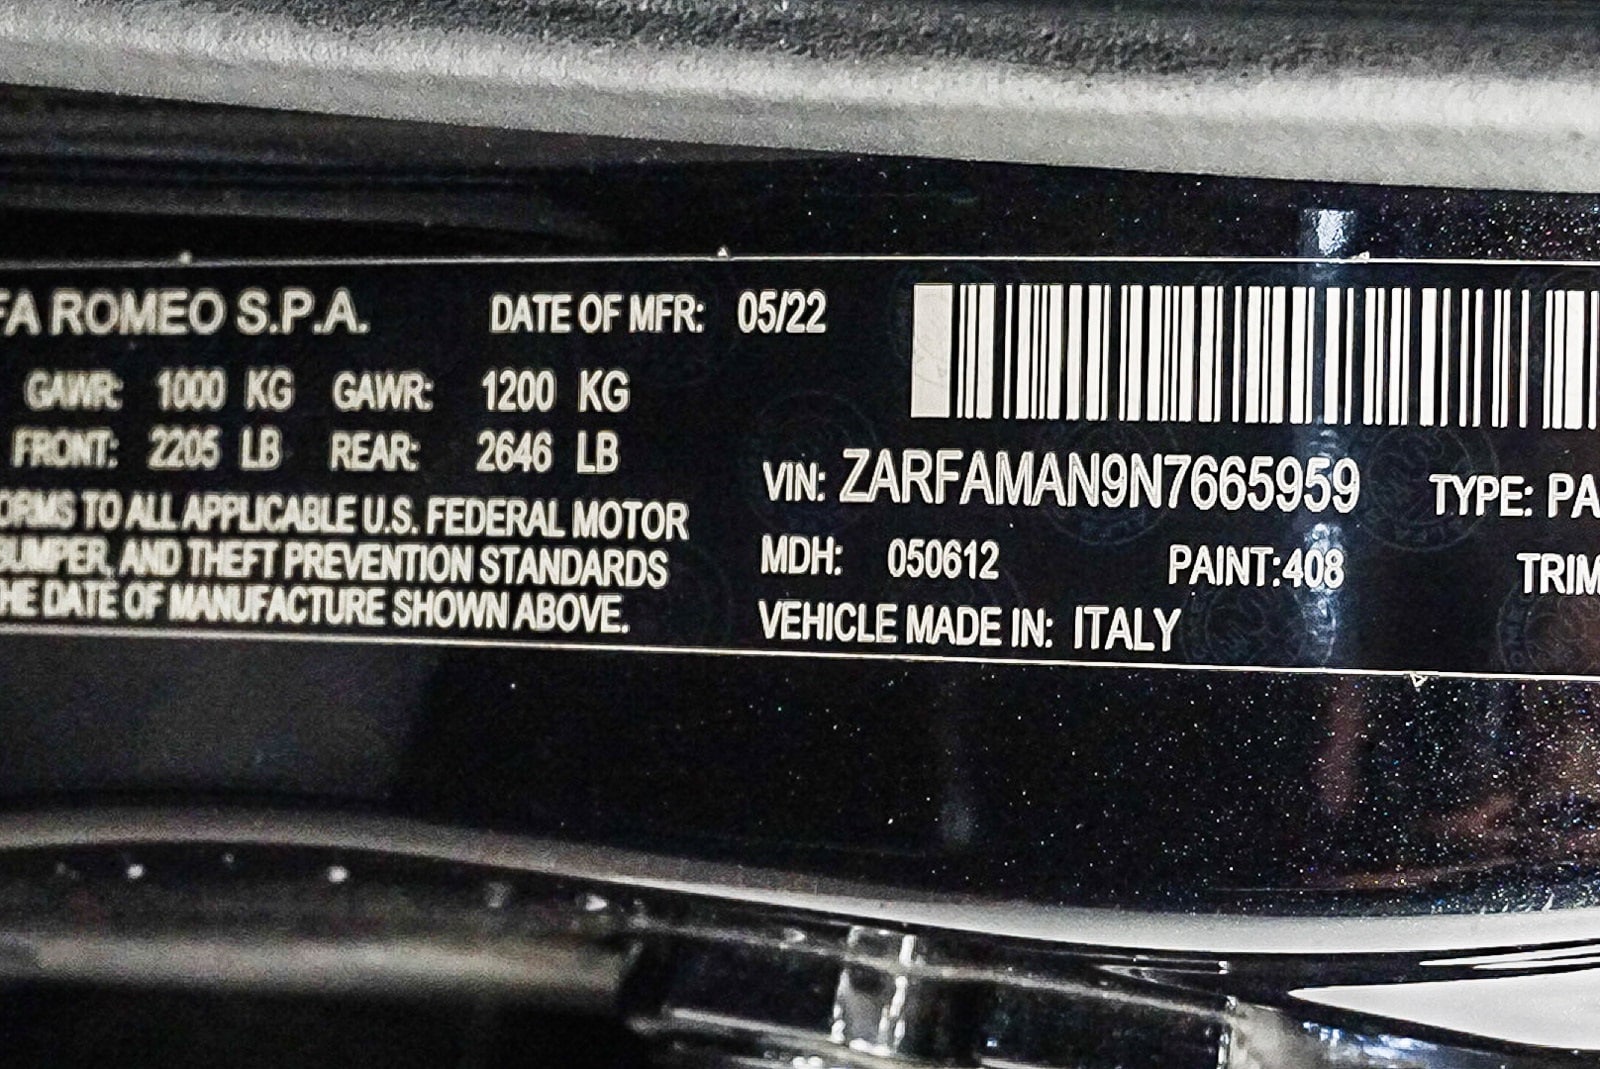 FA ROMEO S.P.A. DATE OF MFR: 05/22
GAWR: 1000 KG GAWR: 1200 KG
FRONT: 2205 LB REAR: 2646 LB
ORMS TO ALL APPLICABLE U.S. FEDERAL MOTOR
BUMPER, AND THEFT PREVENTION STANDARDS
HE DATE OF MANUFACTURE SHOWN ABOVE.
VIN: ZARFAMAN9N7665959 TYPE: PA
MDH: 050612 PAINT:408 TRIM
VEHICLE MADE IN: ITALY